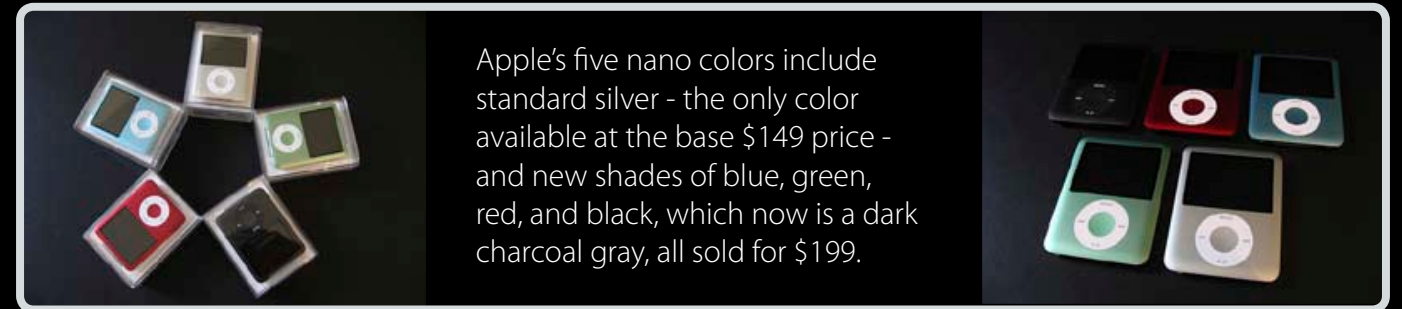 Apple's five nano colors include
standard silver - the only color
available at the base $149 price -
and new shades of blue, green,
red, and black, which now is a dark
charcoal gray, all sold for $199.